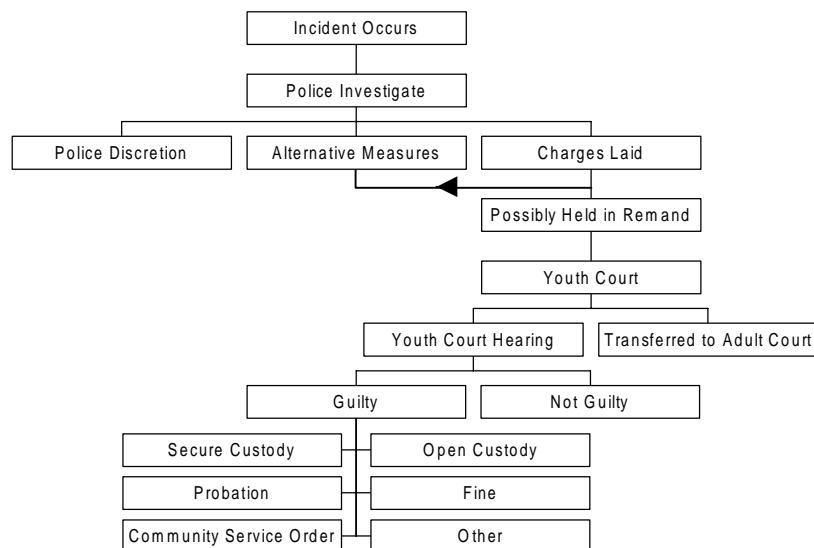 Incident Occurs
Police Investigate
Police Discretion
Alternative Measures
Charges Laid
Possibly Held in Remand
Youth Court
Youth Court Hearing
Transferred to Adult Court
Guilty
Not Guilty
Secure Custody
Open Custody
Probation
Fine
Community Service Order
Other